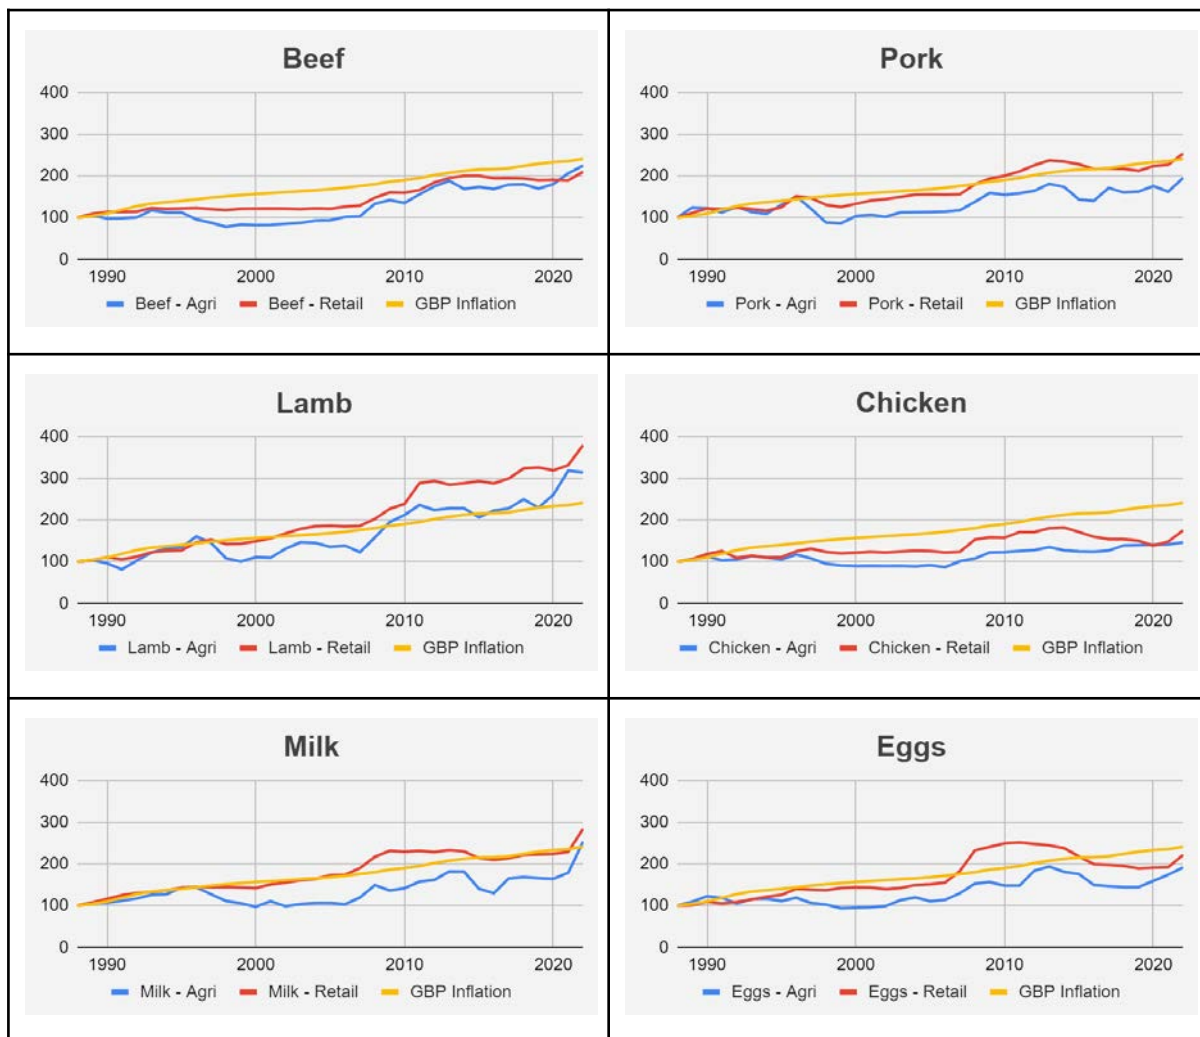 Beef
400
300
200
100
0
1990 2000 2010 2020
Beef - Agri Beef - Retail GBP Inflation
Pork
400
300
200
100
0
1990 2000 2010 2020
Pork - Agri Pork - Retail GBP Inflation
Lamb
400
300
200
100
0
1990 2000 2010 2020
Lamb - Agri Lamb - Retail GBP Inflation
Chicken
400
300
200
100
0
1990 2000 2010 2020
Chicken - Agri Chicken - Retail GBP Inflation
Milk
400
300
200
100
0
1990 2000 2010 2020
Milk - Agri Milk - Retail GBP Inflation
Eggs
400
300
200
100
0
1990 2000 2010 2020
Eggs - Agri Eggs - Retail GBP Inflation